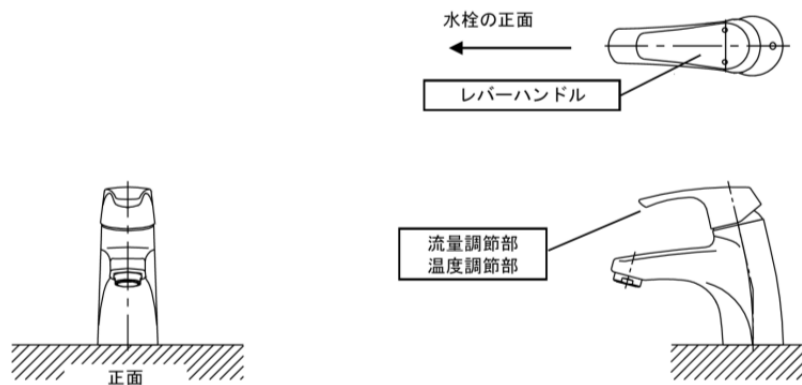 水栓の正面
レバーハンドル
流量調節部
温度調節部
正面